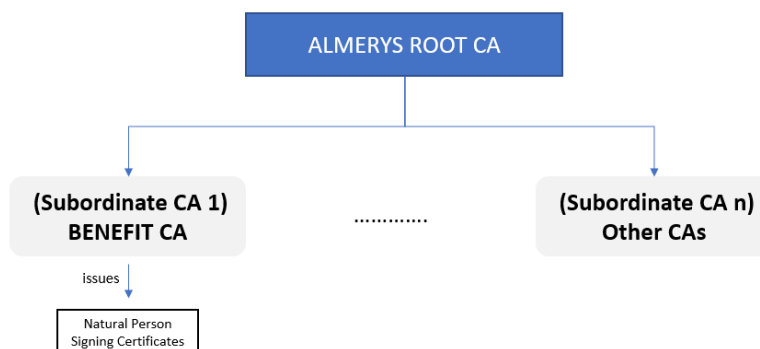 ALMERYS ROOT CA
(Subordinate CA 1)
BENEFIT CA
.............
(Subordinate CA n)
Other CAs
issues
Natural Person
Signing Certificates